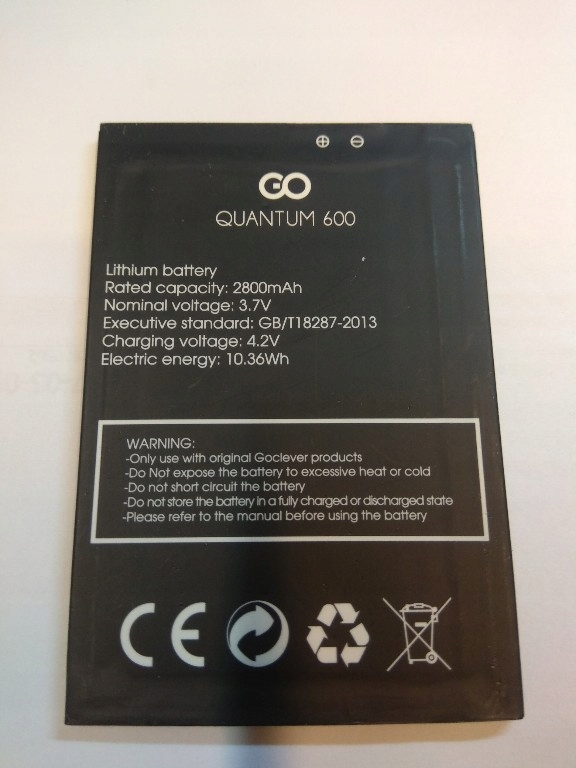 ⊕ ⊖
GO
QUANTUM 600
Lithium battery
Rated capacity: 2800mAh
Nominal voltage: 3.7V
Executive standard: GB/T18287-2013
Charging voltage: 4.2V
Electric energy: 10.36Wh
WARNING:
-Only use with original Goclever products
-Do Not expose the battery to excessive heat or cold
-Do not short circuit the battery
-Do not store the battery in a fully charged or discharged state
-Please refer to the manual before using the battery
CE